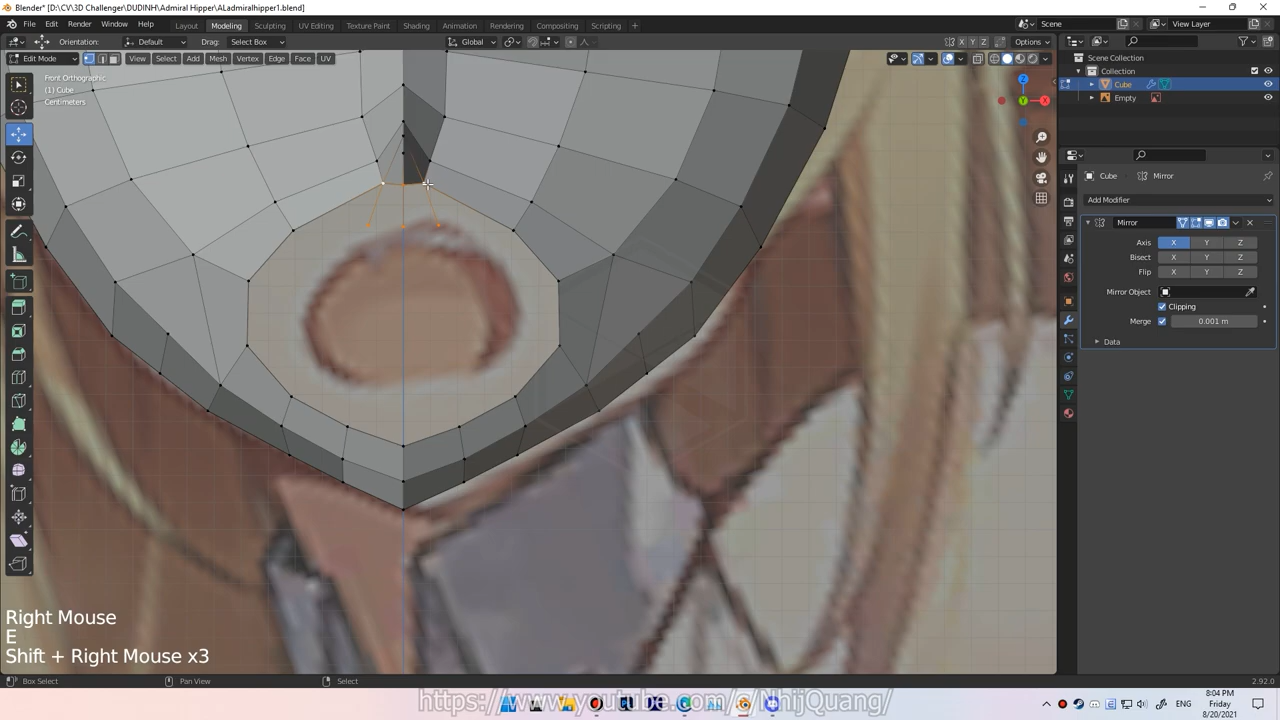 Blender* [D:\CV\3D Challenger\DUDINH\Admiral Hipper\ALadmiralhipper1.blend]
File Edit Render Window Help Layout Modeling Sculpting UV Editing Texture Paint Shading Animation Rendering Compositing Scripting + Scene View Layer
Orientation: Default Drag: Select Box Global X Y Z Options
Edit Mode View Select Add Mesh Vertex Edge Face UV Scene Collection
Front Orthographic
(1) Cube
Centimeters
Collection
Cube
Empty
Z
Y
X
Cube Mirror
Add Modifier
Mirror
Axis X Y Z
Bisect X Y Z
Flip X Y Z
Mirror Object
Clipping
Merge 0.001 m
Data
Right Mouse
E
Shift + Right Mouse x3
Box Select Pan View Select 2.92.0
https://www.youtube.com/g/NhijQuang/
ENG
8:04 PM
Friday
8/20/2021